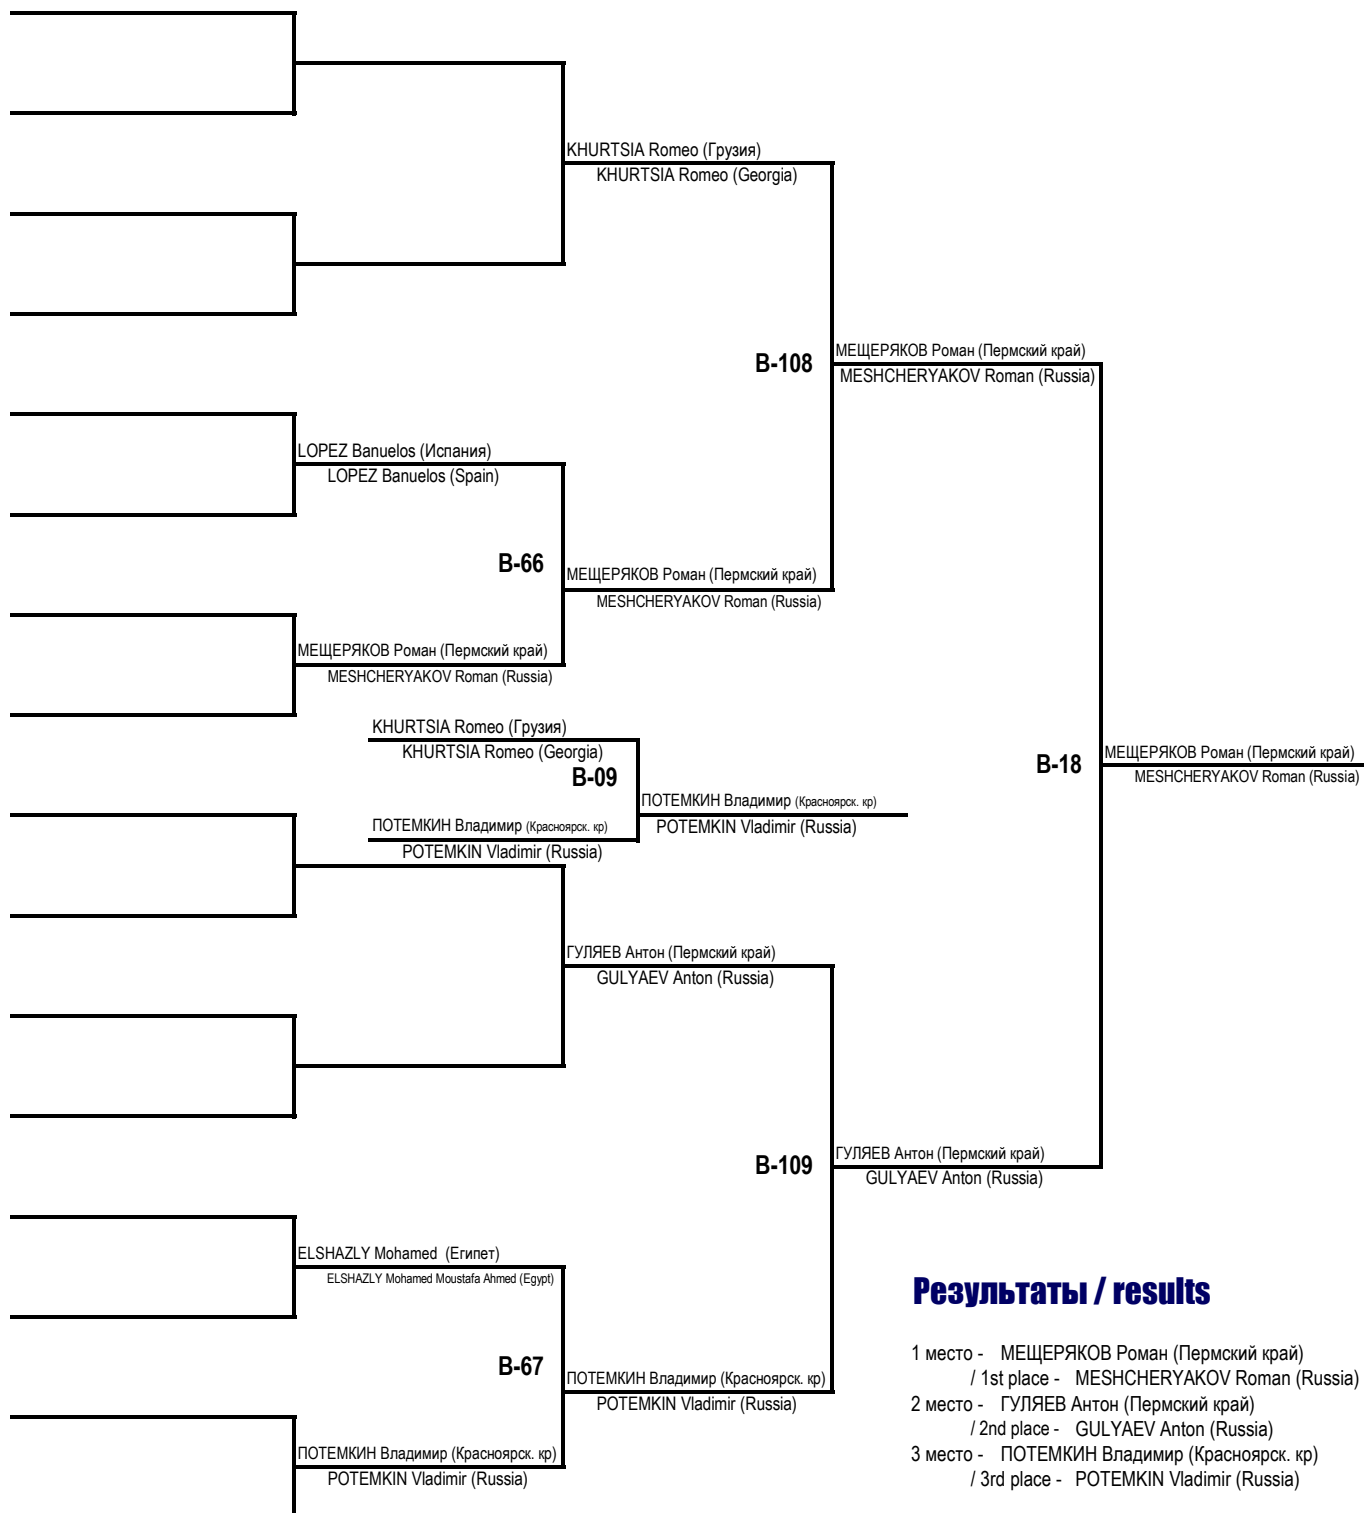 KHURTSIA Romeo (Грузия)
KHURTSIA Romeo (Georgia)
B-108
МЕЩЕРЯКОВ Роман (Пермский край)
MESHCHERYAKOV Roman (Russia)
LOPEZ Banuelos (Испания)
LOPEZ Banuelos (Spain)
B-66
МЕЩЕРЯКОВ Роман (Пермский край)
MESHCHERYAKOV Roman (Russia)
МЕЩЕРЯКОВ Роман (Пермский край)
MESHCHERYAKOV Roman (Russia)
KHURTSIA Romeo (Грузия)
KHURTSIA Romeo (Georgia)
B-09
B-18
МЕЩЕРЯКОВ Роман (Пермский край)
MESHCHERYAKOV Roman (Russia)
ПОТЕМКИН Владимир (Красноярск. кр)
POTEMKIN Vladimir (Russia)
ПОТЕМКИН Владимир (Красноярск. кр)
POTEMKIN Vladimir (Russia)
ГУЛЯЕВ Антон (Пермский край)
GULYAEV Anton (Russia)
B-109
ГУЛЯЕВ Антон (Пермский край)
GULYAEV Anton (Russia)
ELSHAZLY Mohamed (Египет)
ELSHAZLY Mohamed Moustafa Ahmed (Egypt)
B-67
ПОТЕМКИН Владимир (Красноярск. кр)
POTEMKIN Vladimir (Russia)
ПОТЕМКИН Владимир (Красноярск. кр)
POTEMKIN Vladimir (Russia)
Результаты / results
1 место - МЕЩЕРЯКОВ Роман (Пермский край)
/ 1st place - MESHCHERYAKOV Roman (Russia)
2 место - ГУЛЯЕВ Антон (Пермский край)
/ 2nd place - GULYAEV Anton (Russia)
3 место - ПОТЕМКИН Владимир (Красноярск. кр)
/ 3rd place - POTEMKIN Vladimir (Russia)